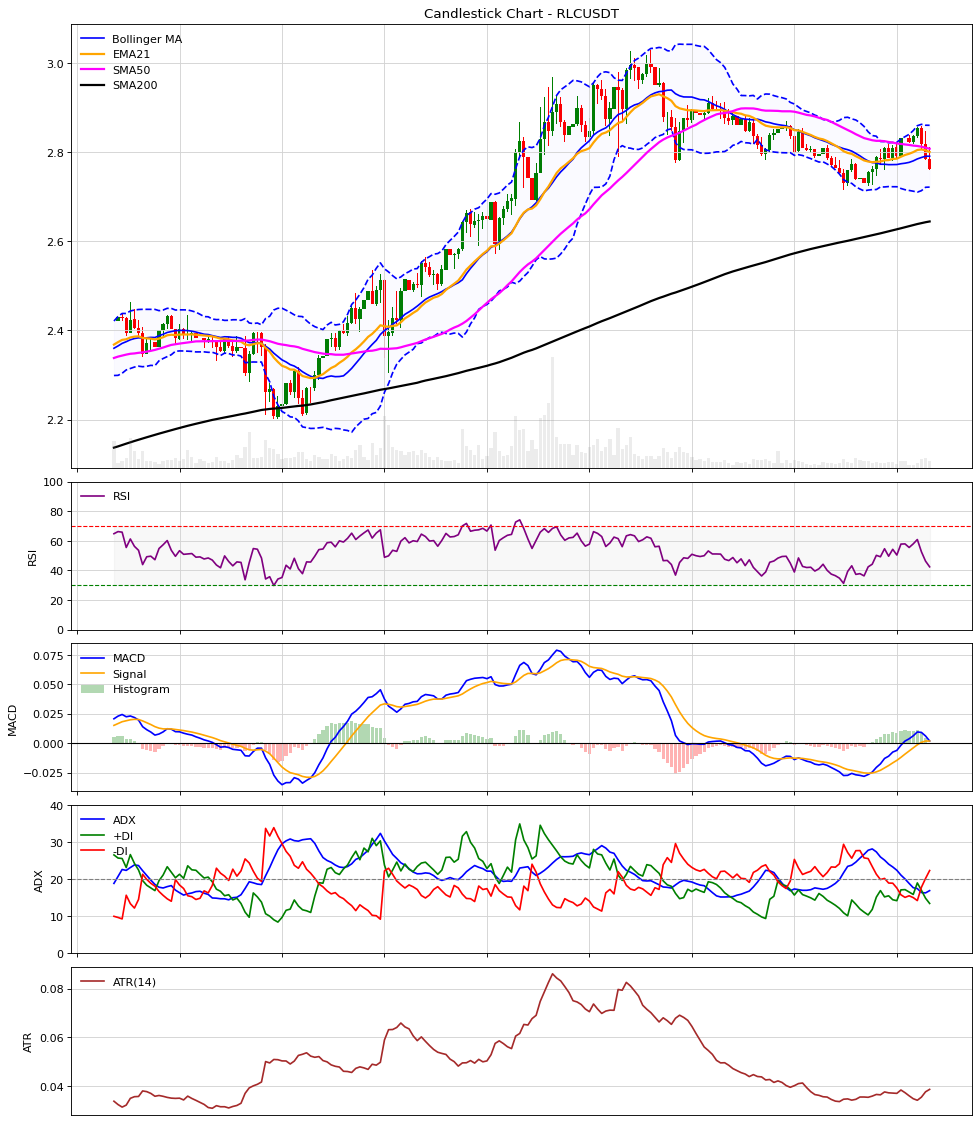 Candlestick Chart - RLCUSDT
Bollinger MA
EMA21
SMA50
SMA200
3.0
2.8
2.6
2.4
2.2
RSI
RSI
100
80
60
40
20
0
MACD
MACD
Signal
Histogram
0.075
0.050
0.025
0.000
−0.025
ADX
ADX
+DI
-DI
40
30
20
10
0
ATR
ATR(14)
0.08
0.06
0.04